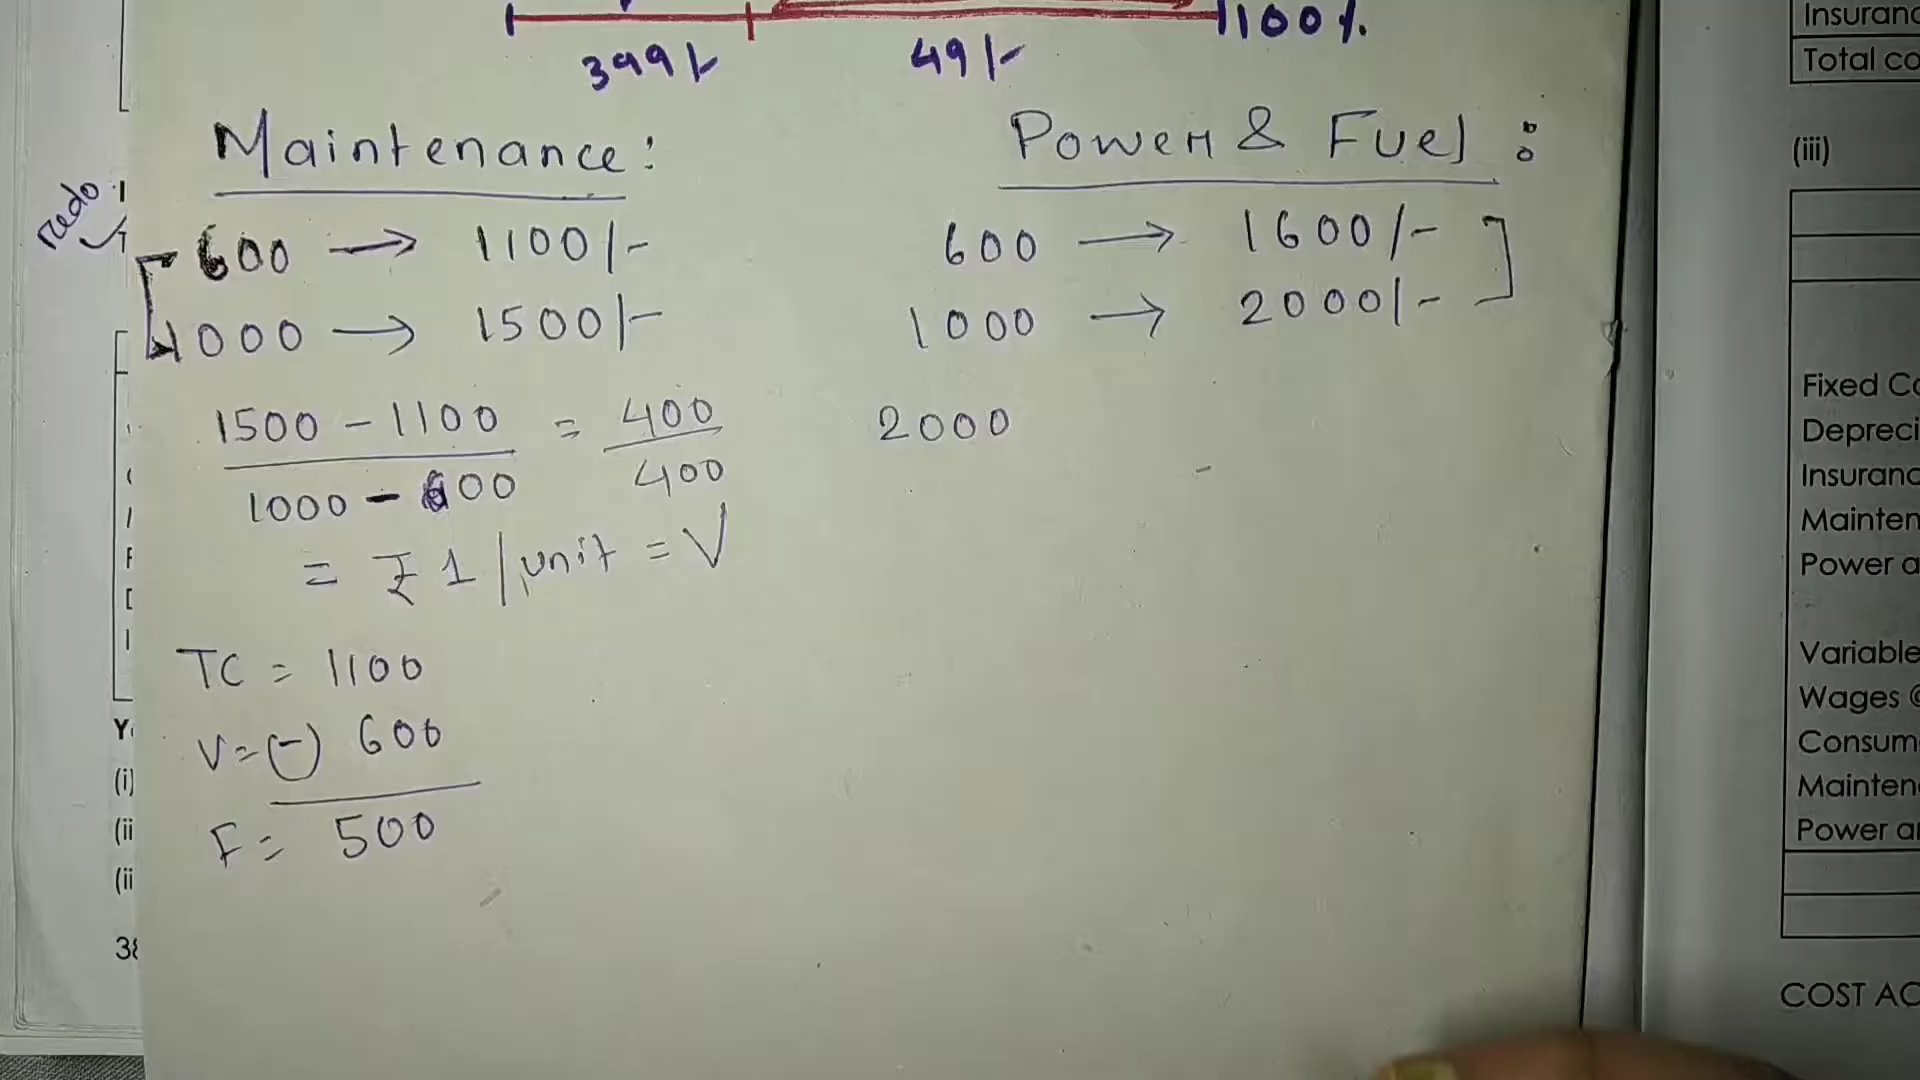 1100%.
399/-
49/-
Maintenance:
600 → 1100/-
1000 → 1500/-
1500 - 1100 = 400
1000 - 600 400
= ₹1/unit = V
TC = 1100
V = (-) 600
F = 500
Power & Fuel :
600 → 1600/-
1000 → 2000/-
2000
redo
(i)
(ii
(ii
38
Insuranc
Total co
(iii)
Fixed Co
Depreci
Insuranc
Mainten
Power a
Variable
Wages @
Consum
Mainten
Power a
COST AC